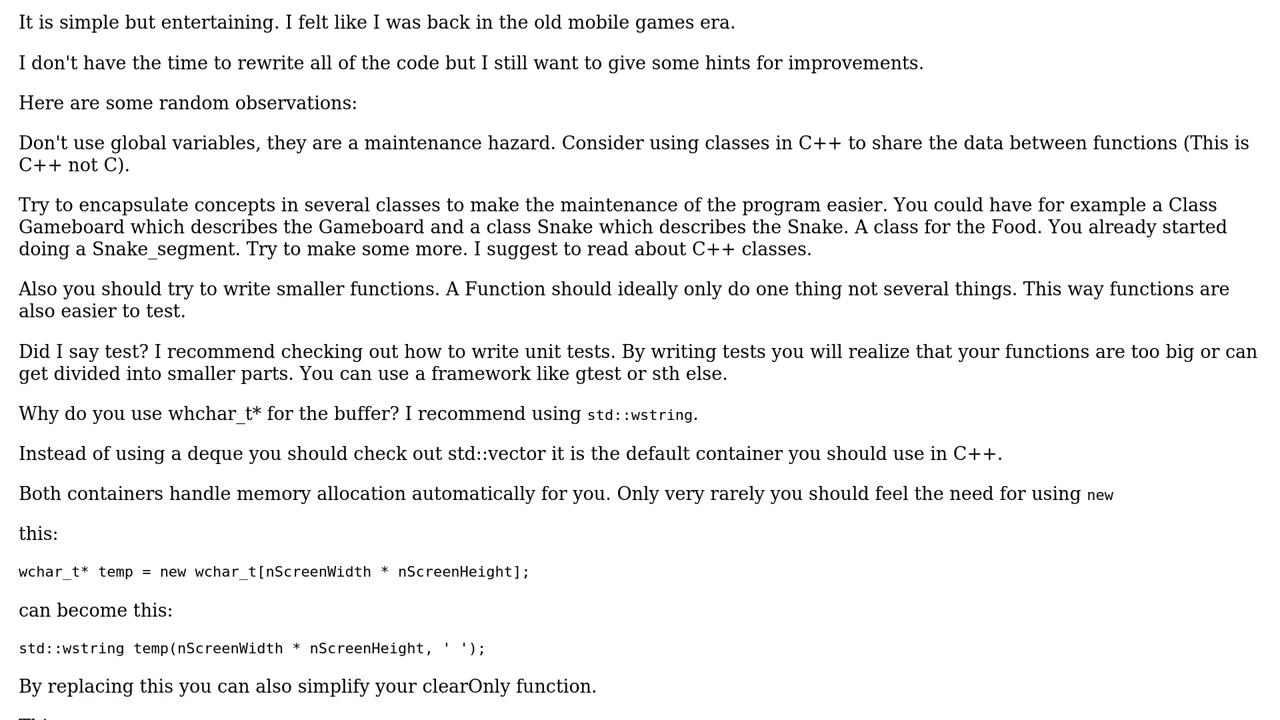 It is simple but entertaining. I felt like I was back in the old mobile games era.
I don't have the time to rewrite all of the code but I still want to give some hints for improvements.
Here are some random observations:
Don't use global variables, they are a maintenance hazard. Consider using classes in C++ to share the data between functions (This is
C++ not C).
Try to encapsulate concepts in several classes to make the maintenance of the program easier. You could have for example a Class
Gameboard which describes the Gameboard and a class Snake which describes the Snake. A class for the Food. You already started
doing a Snake_segment. Try to make some more. I suggest to read about C++ classes.
Also you should try to write smaller functions. A Function should ideally only do one thing not several things. This way functions are
also easier to test.
Did I say test? I recommend checking out how to write unit tests. By writing tests you will realize that your functions are too big or can
get divided into smaller parts. You can use a framework like gtest or sth else.
Why do you use whchar_t* for the buffer? I recommend using std::wstring.
Instead of using a deque you should check out std::vector it is the default container you should use in C++.
Both containers handle memory allocation automatically for you. Only very rarely you should feel the need for using new
this:
wchar_t* temp = new wchar_t[nScreenWidth * nScreenHeight];
can become this:
std::wstring temp(nScreenWidth * nScreenHeight, ' ');
By replacing this you can also simplify your clearOnly function.